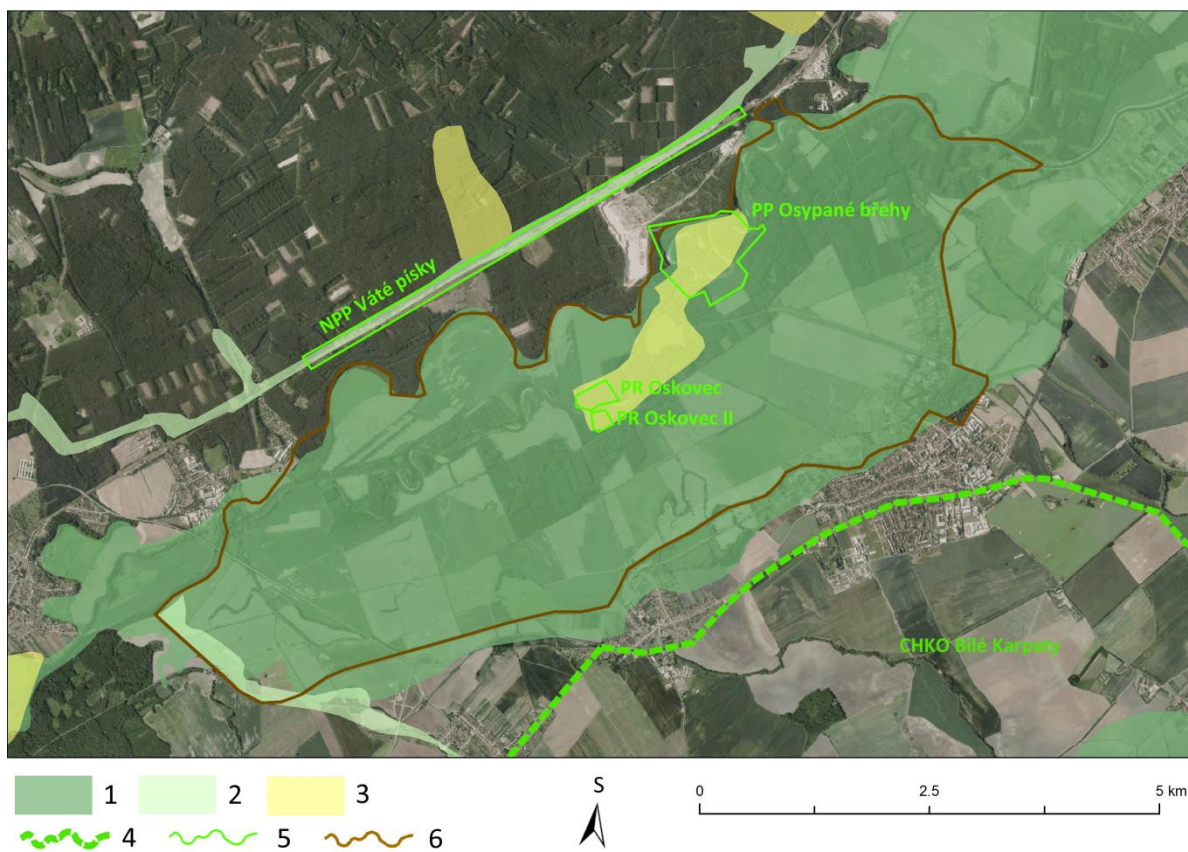 PP Osypané břehy
NPP Váté písky
PR Oskovec
PR Oskovec II
CHKO Bílé Karpaty
1
2
3
S
0
2.5
5 km
4
5
6